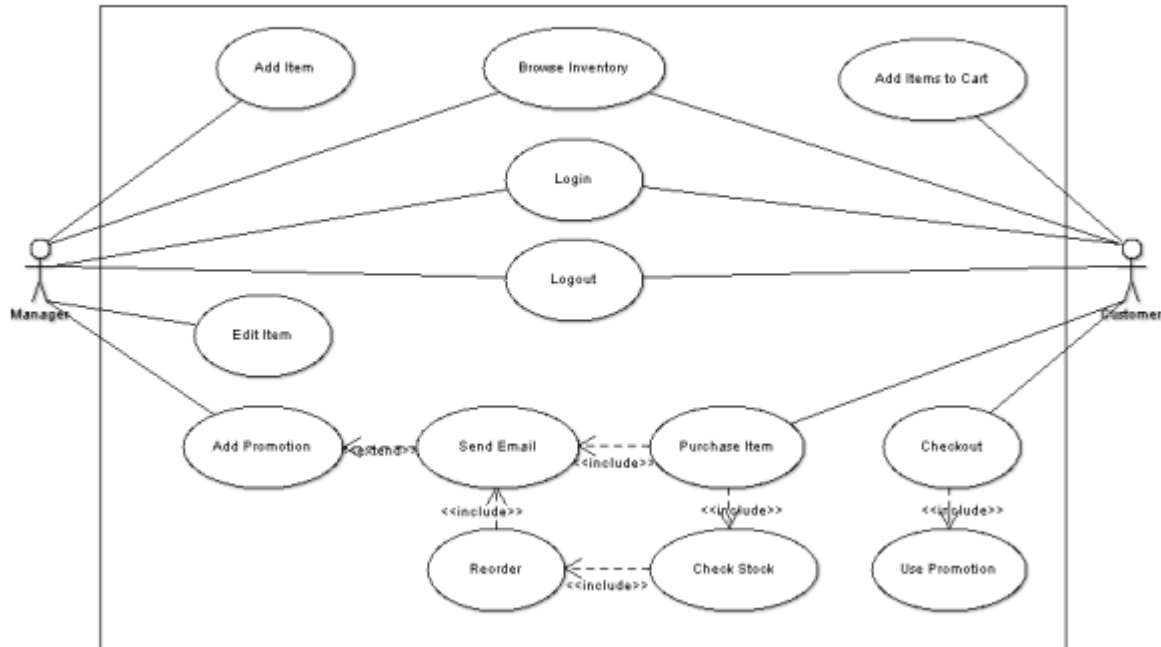 Add Item
Browse Inventory
Add Items to Cart
Login
Logout
Manager
Customer
Edit Item
Add Promotion
<<extend>>
Send Email
<<include>>
Purchase Item
Checkout
<<include>>
<<include>>
<<include>>
Reorder
<<include>>
Check Stock
Use Promotion